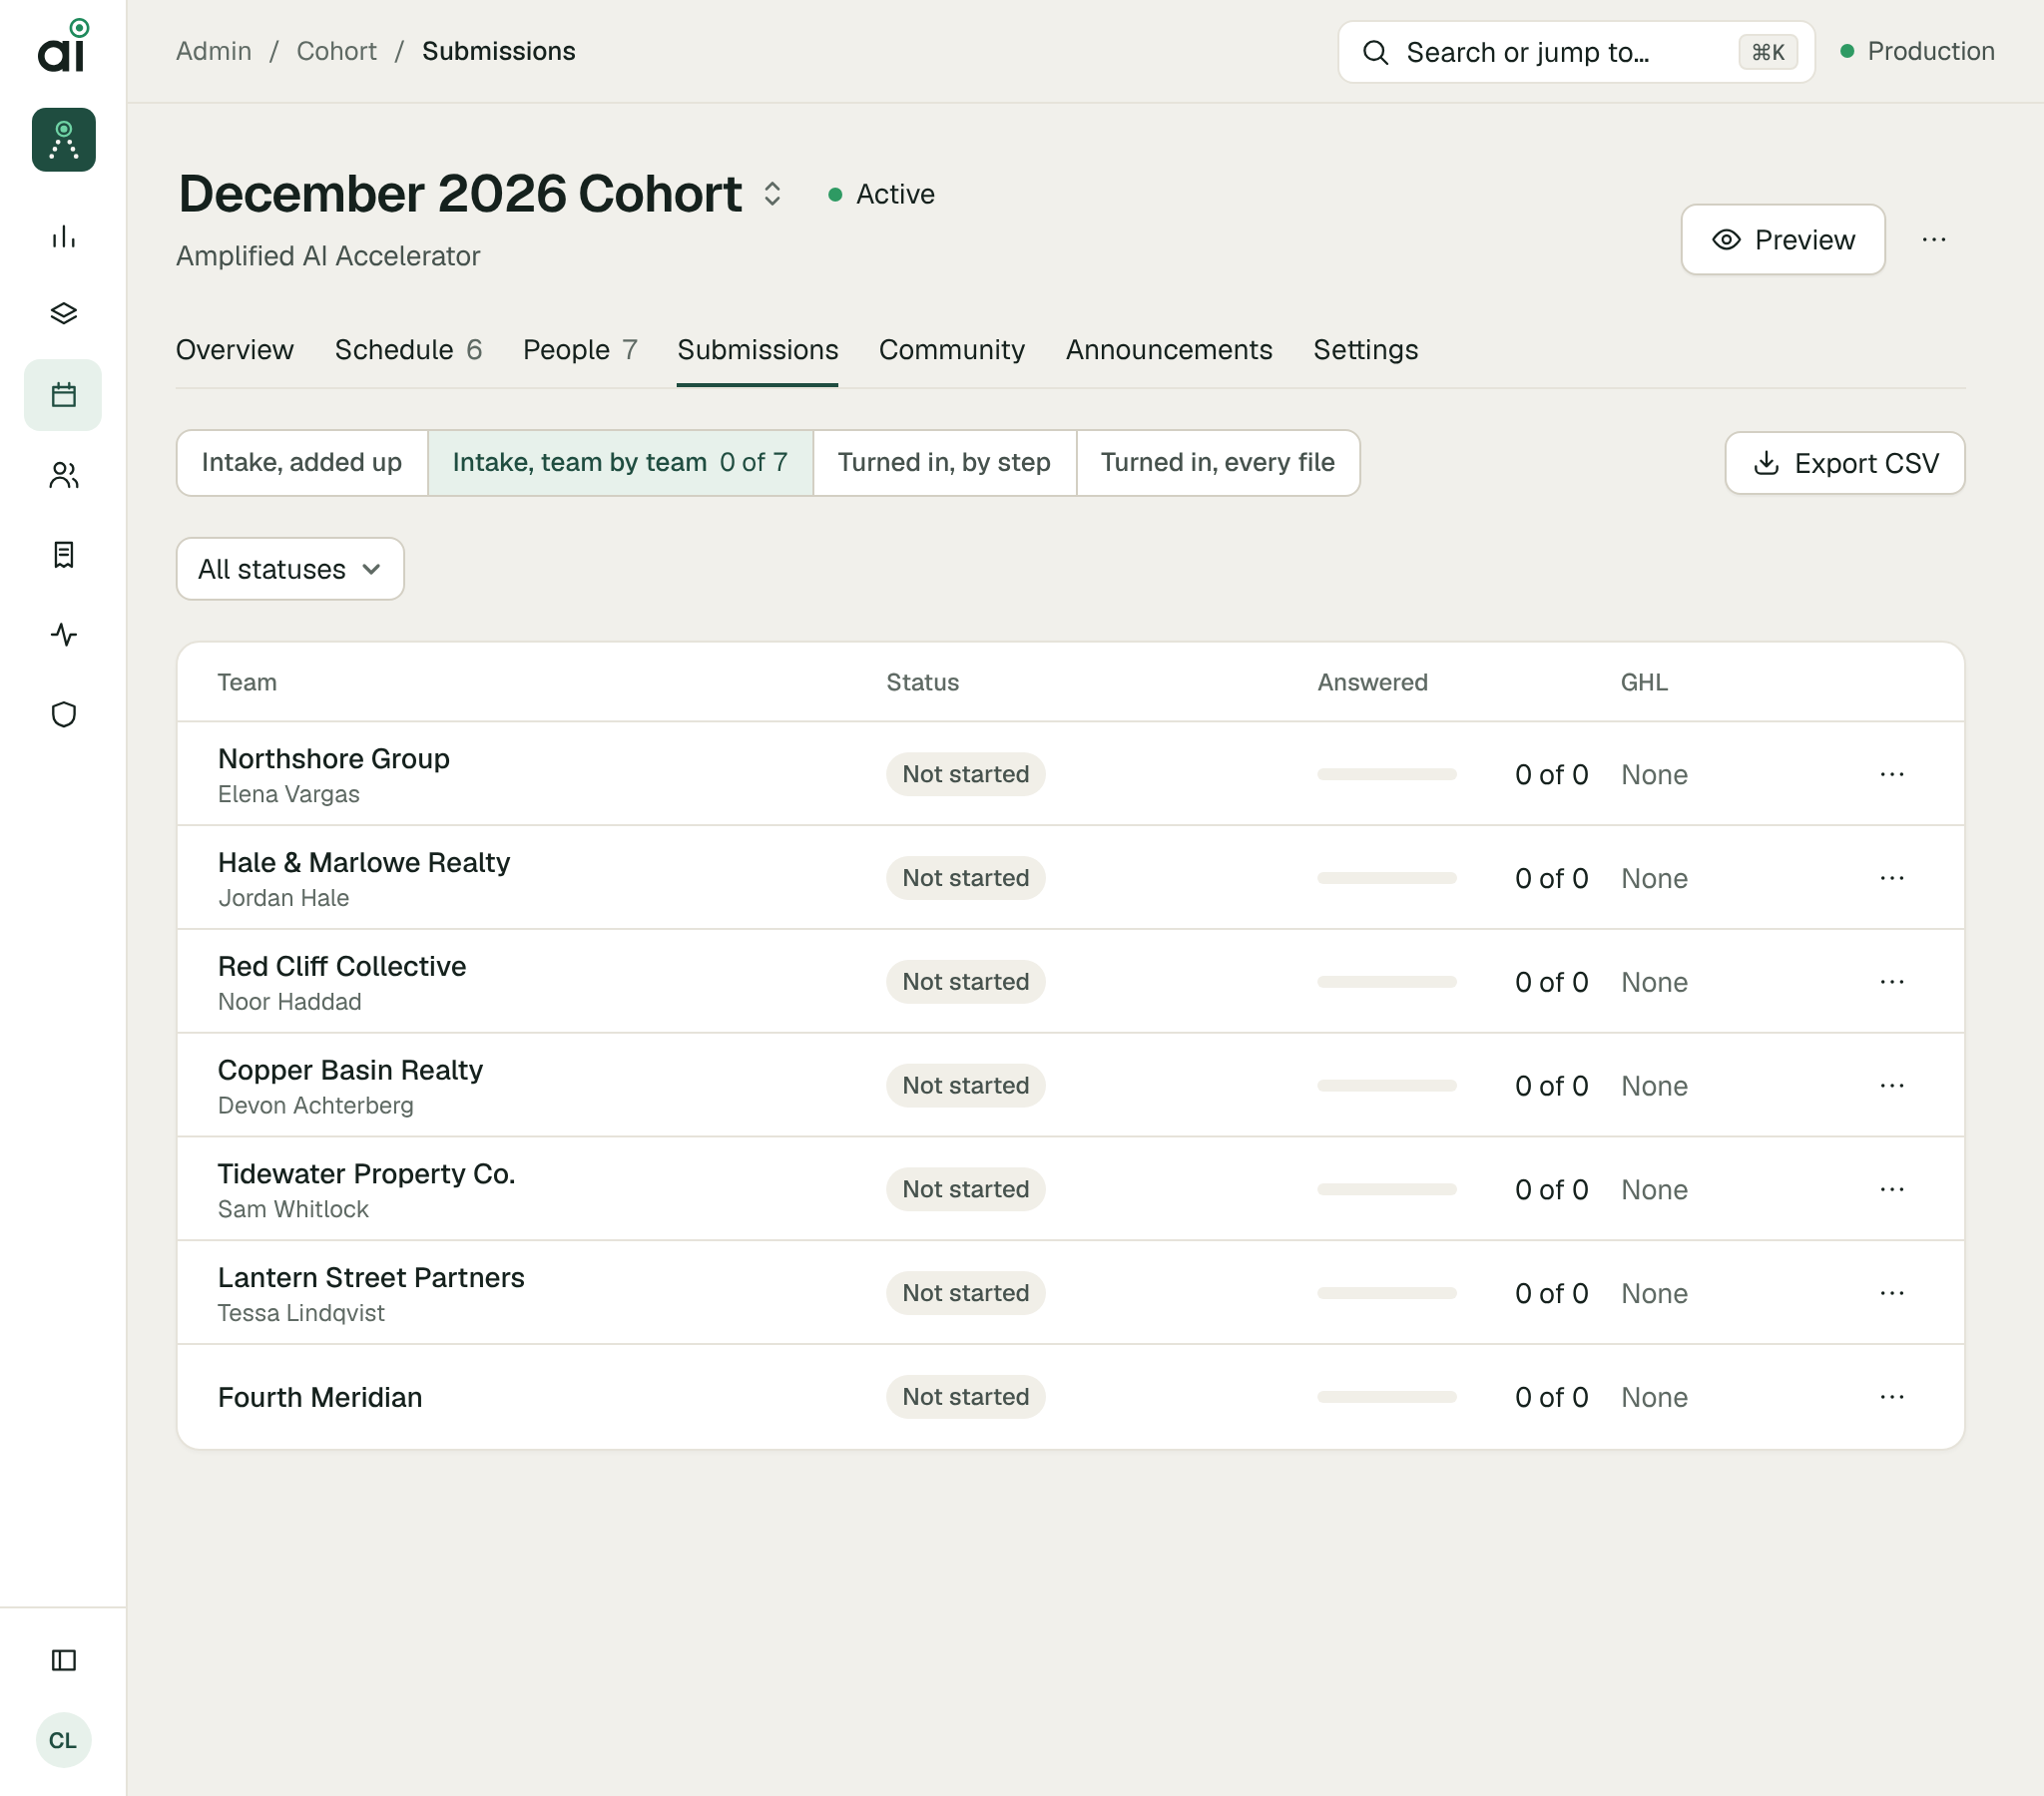 ai
Admin / Cohort / Submissions
Search or jump to... ⌘K
Production
December 2026 Cohort
Active
Amplified AI Accelerator
Preview
Overview
Schedule 6
People 7
Submissions
Community
Announcements
Settings
Intake, added up
Intake, team by team 0 of 7
Turned in, by step
Turned in, every file
Export CSV
All statuses
Team Status Answered GHL
Northshore Group
Elena Vargas
Not started 0 of 0 None
Hale & Marlowe Realty
Jordan Hale
Not started 0 of 0 None
Red Cliff Collective
Noor Haddad
Not started 0 of 0 None
Copper Basin Realty
Devon Achterberg
Not started 0 of 0 None
Tidewater Property Co.
Sam Whitlock
Not started 0 of 0 None
Lantern Street Partners
Tessa Lindqvist
Not started 0 of 0 None
Fourth Meridian
Not started 0 of 0 None
CL